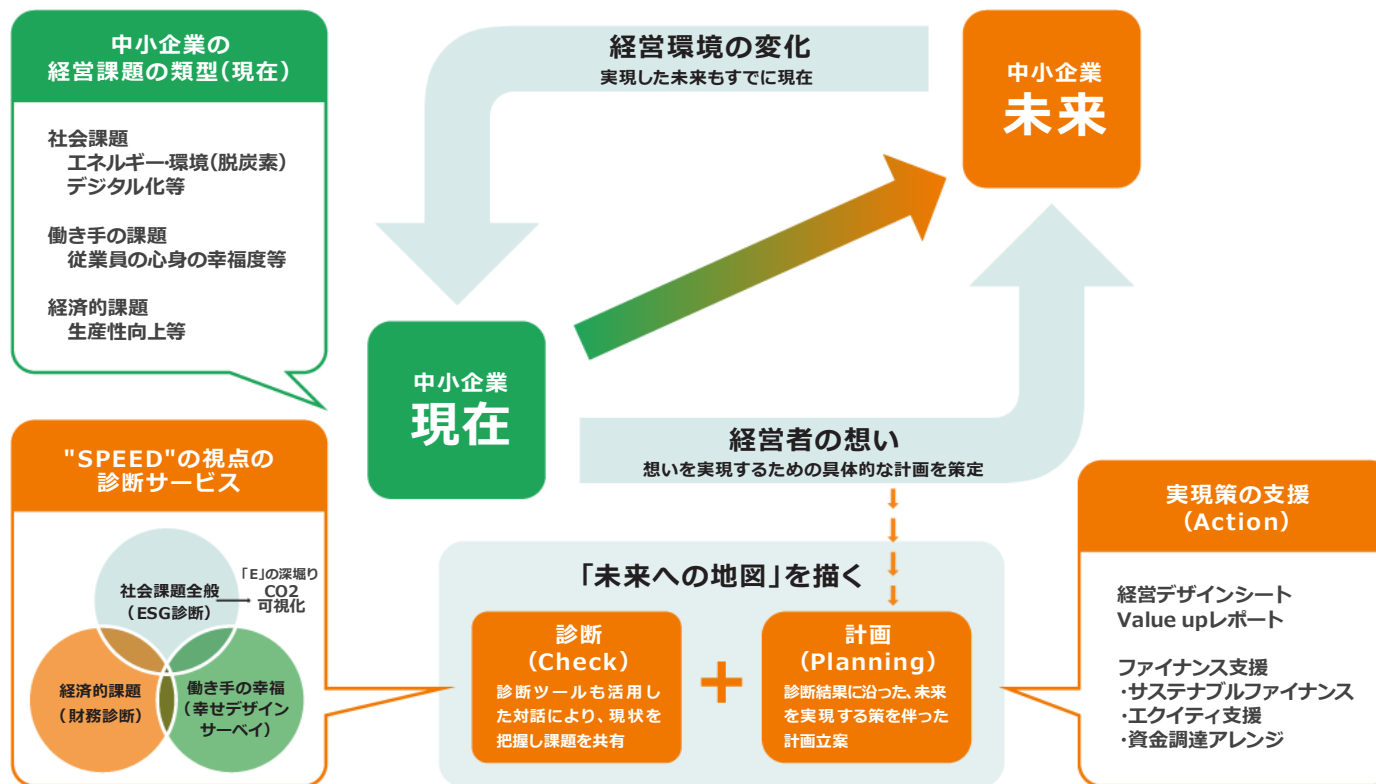 中小企業の
経営課題の類型(現在)
社会課題
エネルギー・環境(脱炭素)
デジタル化等
働き手の課題
従業員の心身の幸福度等
経済的課題
生産性向上等
経営環境の変化
実現した未来もすでに現在
中小企業
未来
中小企業
現在
経営者の想い
想いを実現するための具体的な計画を策定
"SPEED"の視点の
診断サービス
社会課題全般
(ESG診断)
「E」の深堀り
CO2
可視化
経済的課題
(財務診断)
働き手の幸福
(幸せデザイン
サーベイ)
「未来への地図」を描く
診断
(Check)
診断ツールも活用し
た対話により、現状を
把握し課題を共有
+
計画
(Planning)
診断結果に沿った、未来
を実現する策を伴った
計画立案
実現策の支援
(Action)
経営デザインシート
Value upレポート
ファイナンス支援
・サステナブルファイナンス
・エクイティ支援
・資金調達アレンジ